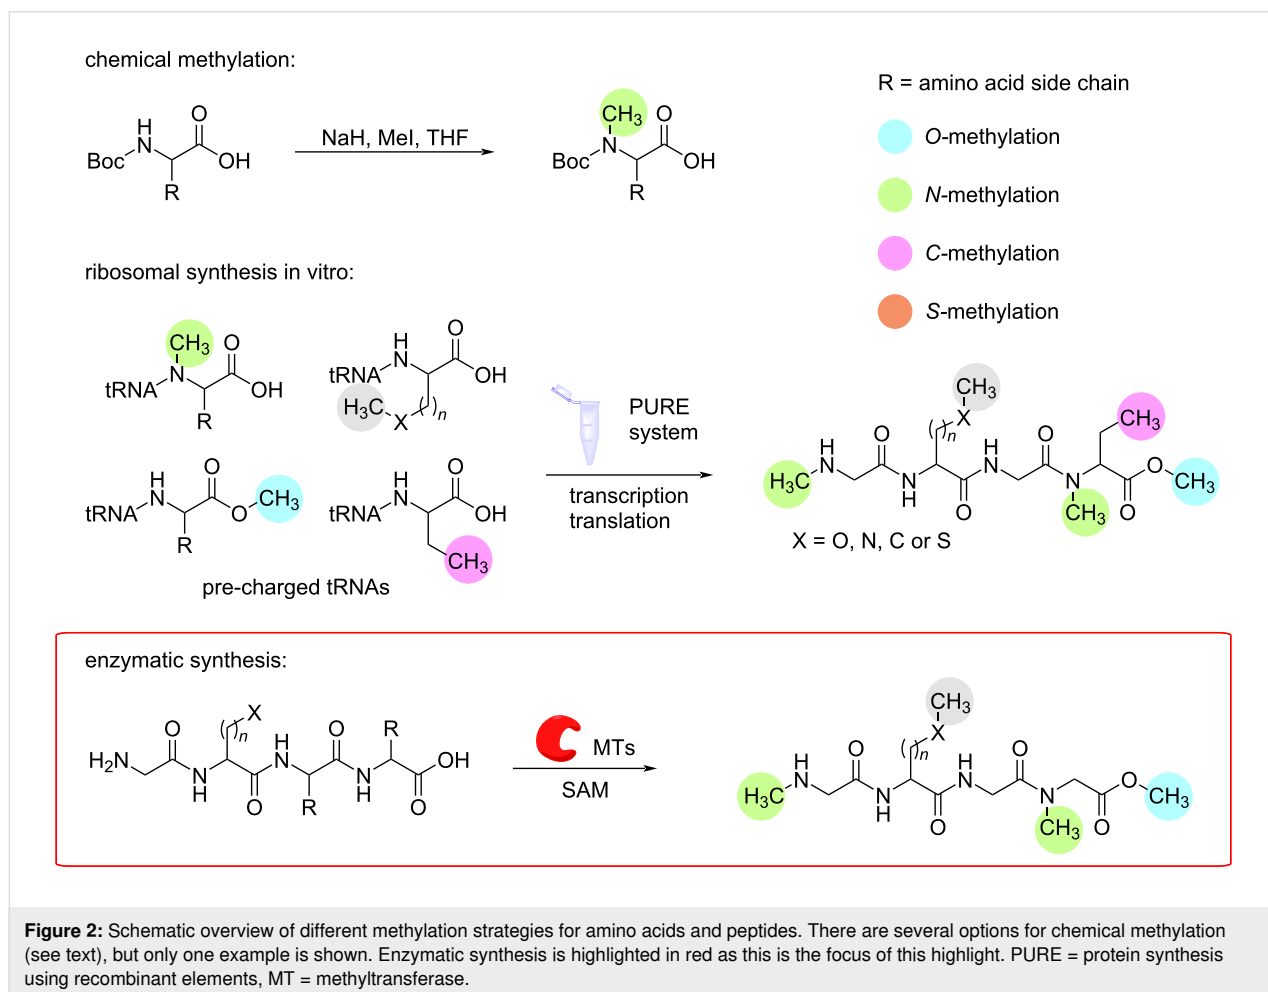 chemical methylation:
R = amino acid side chain
H
N
O
Boc
OH
R
NaH, MeI, THF
CH3
N
O
Boc
OH
R
O-methylation
N-methylation
C-methylation
S-methylation
ribosomal synthesis in vitro:
CH3
O
tRNA
N
OH
R
H
N
O
tRNA
OH
H3C
X
( )n
H
N
O
tRNA
O
CH3
R
H
N
O
tRNA
OH
CH3
pre-charged tRNAs
PURE
system
transcription
translation
CH3
X
( )n
CH3
H
N
O
H
N
O
O
H3C
N
H
O
N
CH3
O
CH3
X = O, N, C or S
enzymatic synthesis:
X
( )n
O
H
N
O
R
H2N
N
H
O
R
N
H
O
OH
MTs
SAM
CH3
X
( )n
H
N
O
H
N
O
O
H3C
N
H
O
N
CH3
O
CH3
Figure 2: Schematic overview of different methylation strategies for amino acids and peptides. There are several options for chemical methylation
(see text), but only one example is shown. Enzymatic synthesis is highlighted in red as this is the focus of this highlight. PURE = protein synthesis
using recombinant elements, MT = methyltransferase.